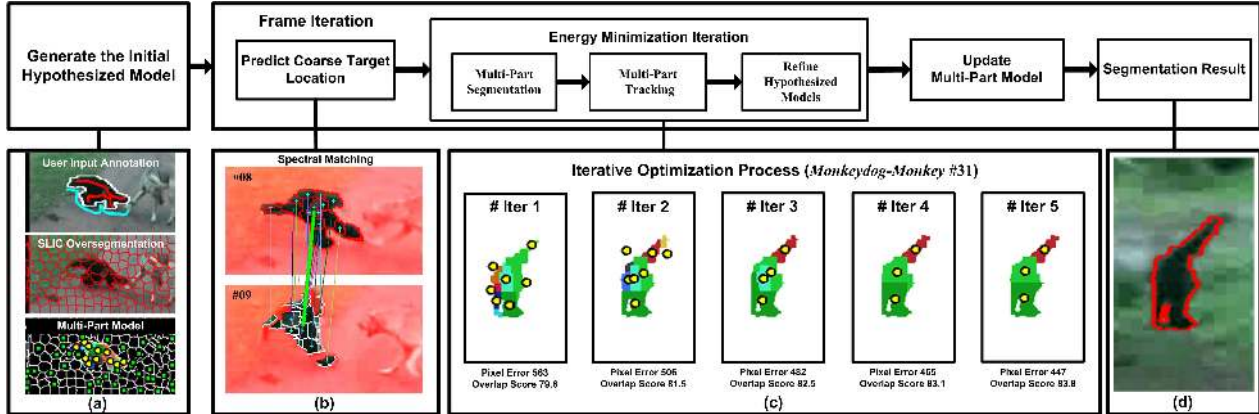 Frame Iteration
Generate the Initial
Hypothesized Model
Predict Coarse Target
Location
Energy Minimization Iteration
Multi-Part
Segmentation
Multi-Part
Tracking
Refine
Hypothesized
Models
Update
Multi-Part Model
Segmentation Result
User Input Annotation
SLIC Oversegmentation
Multi-Part Model
(a)
Spectral Matching
#08
#09
(b)
Iterative Optimization Process (Monkeydog-Monkey #31)
# Iter 1
# Iter 2
# Iter 3
# Iter 4
# Iter 5
Pixel Error 563
Overlap Score 79.6
Pixel Error 506
Overlap Score 81.5
Pixel Error 482
Overlap Score 82.5
Pixel Error 465
Overlap Score 83.1
Pixel Error 447
Overlap Score 83.8
(c)
(d)